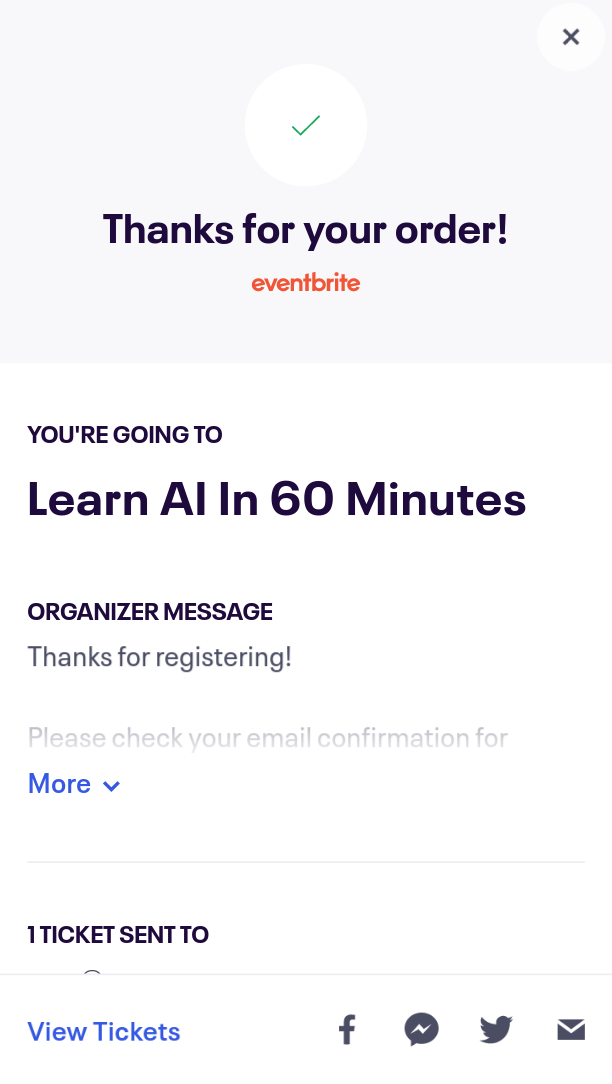 Thanks for your order!
eventbrite
YOU'RE GOING TO
Learn AI In 60 Minutes
ORGANIZER MESSAGE
Thanks for registering!
Please check your email confirmation for
More
1 TICKET SENT TO
View Tickets